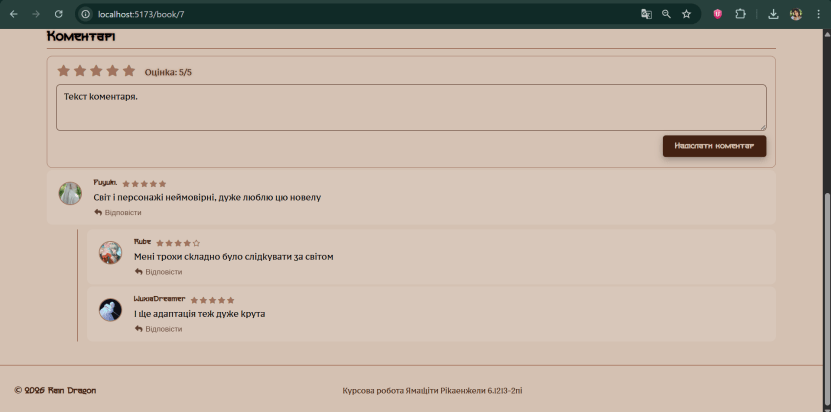 localhost:5173/book/7
Коментарі
Оцінка: 5/5
Текст коментаря.
Надіслати коментар
Fuyuin.
Світ і персонажі неймовірні, дуже люблю цю новелу
Відповісти
Rube
Мені трохи складно було слідкувати за світом
Відповісти
WuxiaDreamer
І ще адаптація теж дуже крута
Відповісти
© 2025 Rein Dragon Курсова робота Ямащіти Рікаенжели 6.1213-2пі